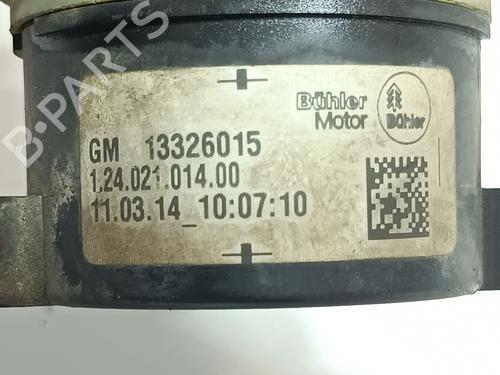 GM 13326015
1.24.021.014.00
11.03.14_10:07:10
Bühler
Motor
Bühler
B-PARTS